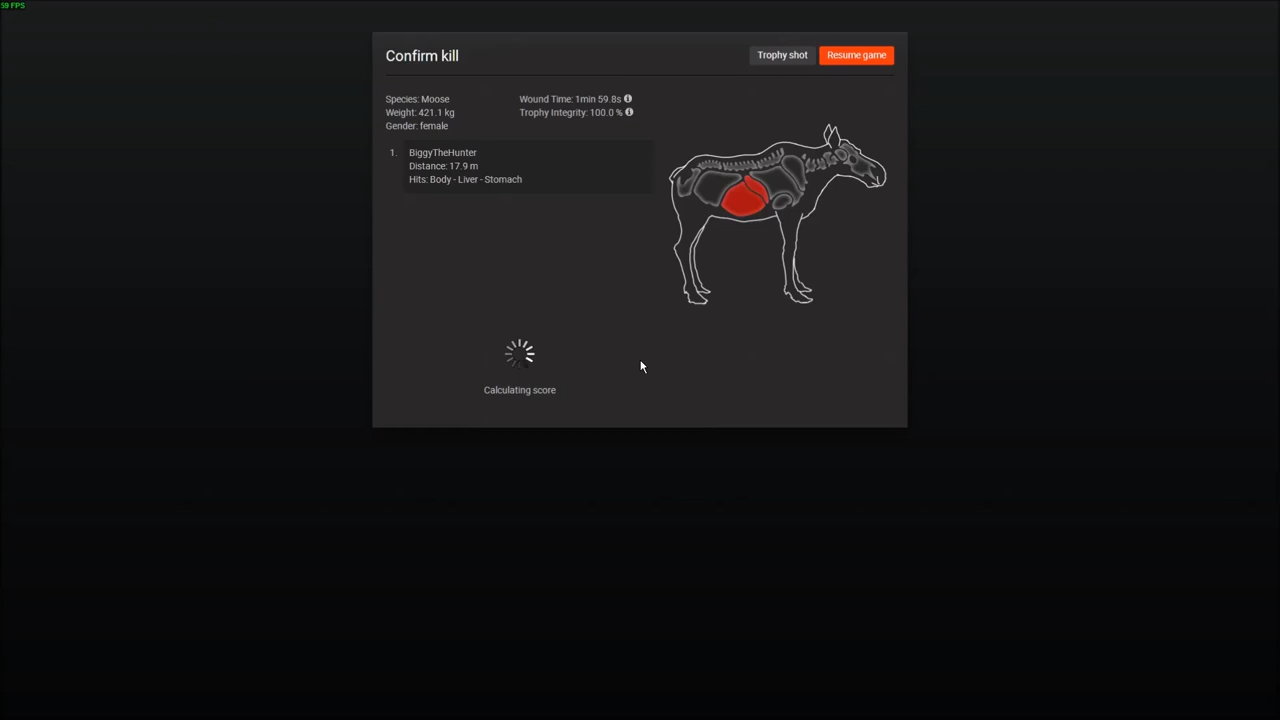 59 FPS
Confirm kill
Trophy shot
Resume game
Species: Moose
Weight: 421.1 kg
Gender: female
Wound Time: 1min 59.8s
Trophy Integrity: 100.0 %
1. BiggyTheHunter
Distance: 17.9 m
Hits: Body - Liver - Stomach
Calculating score